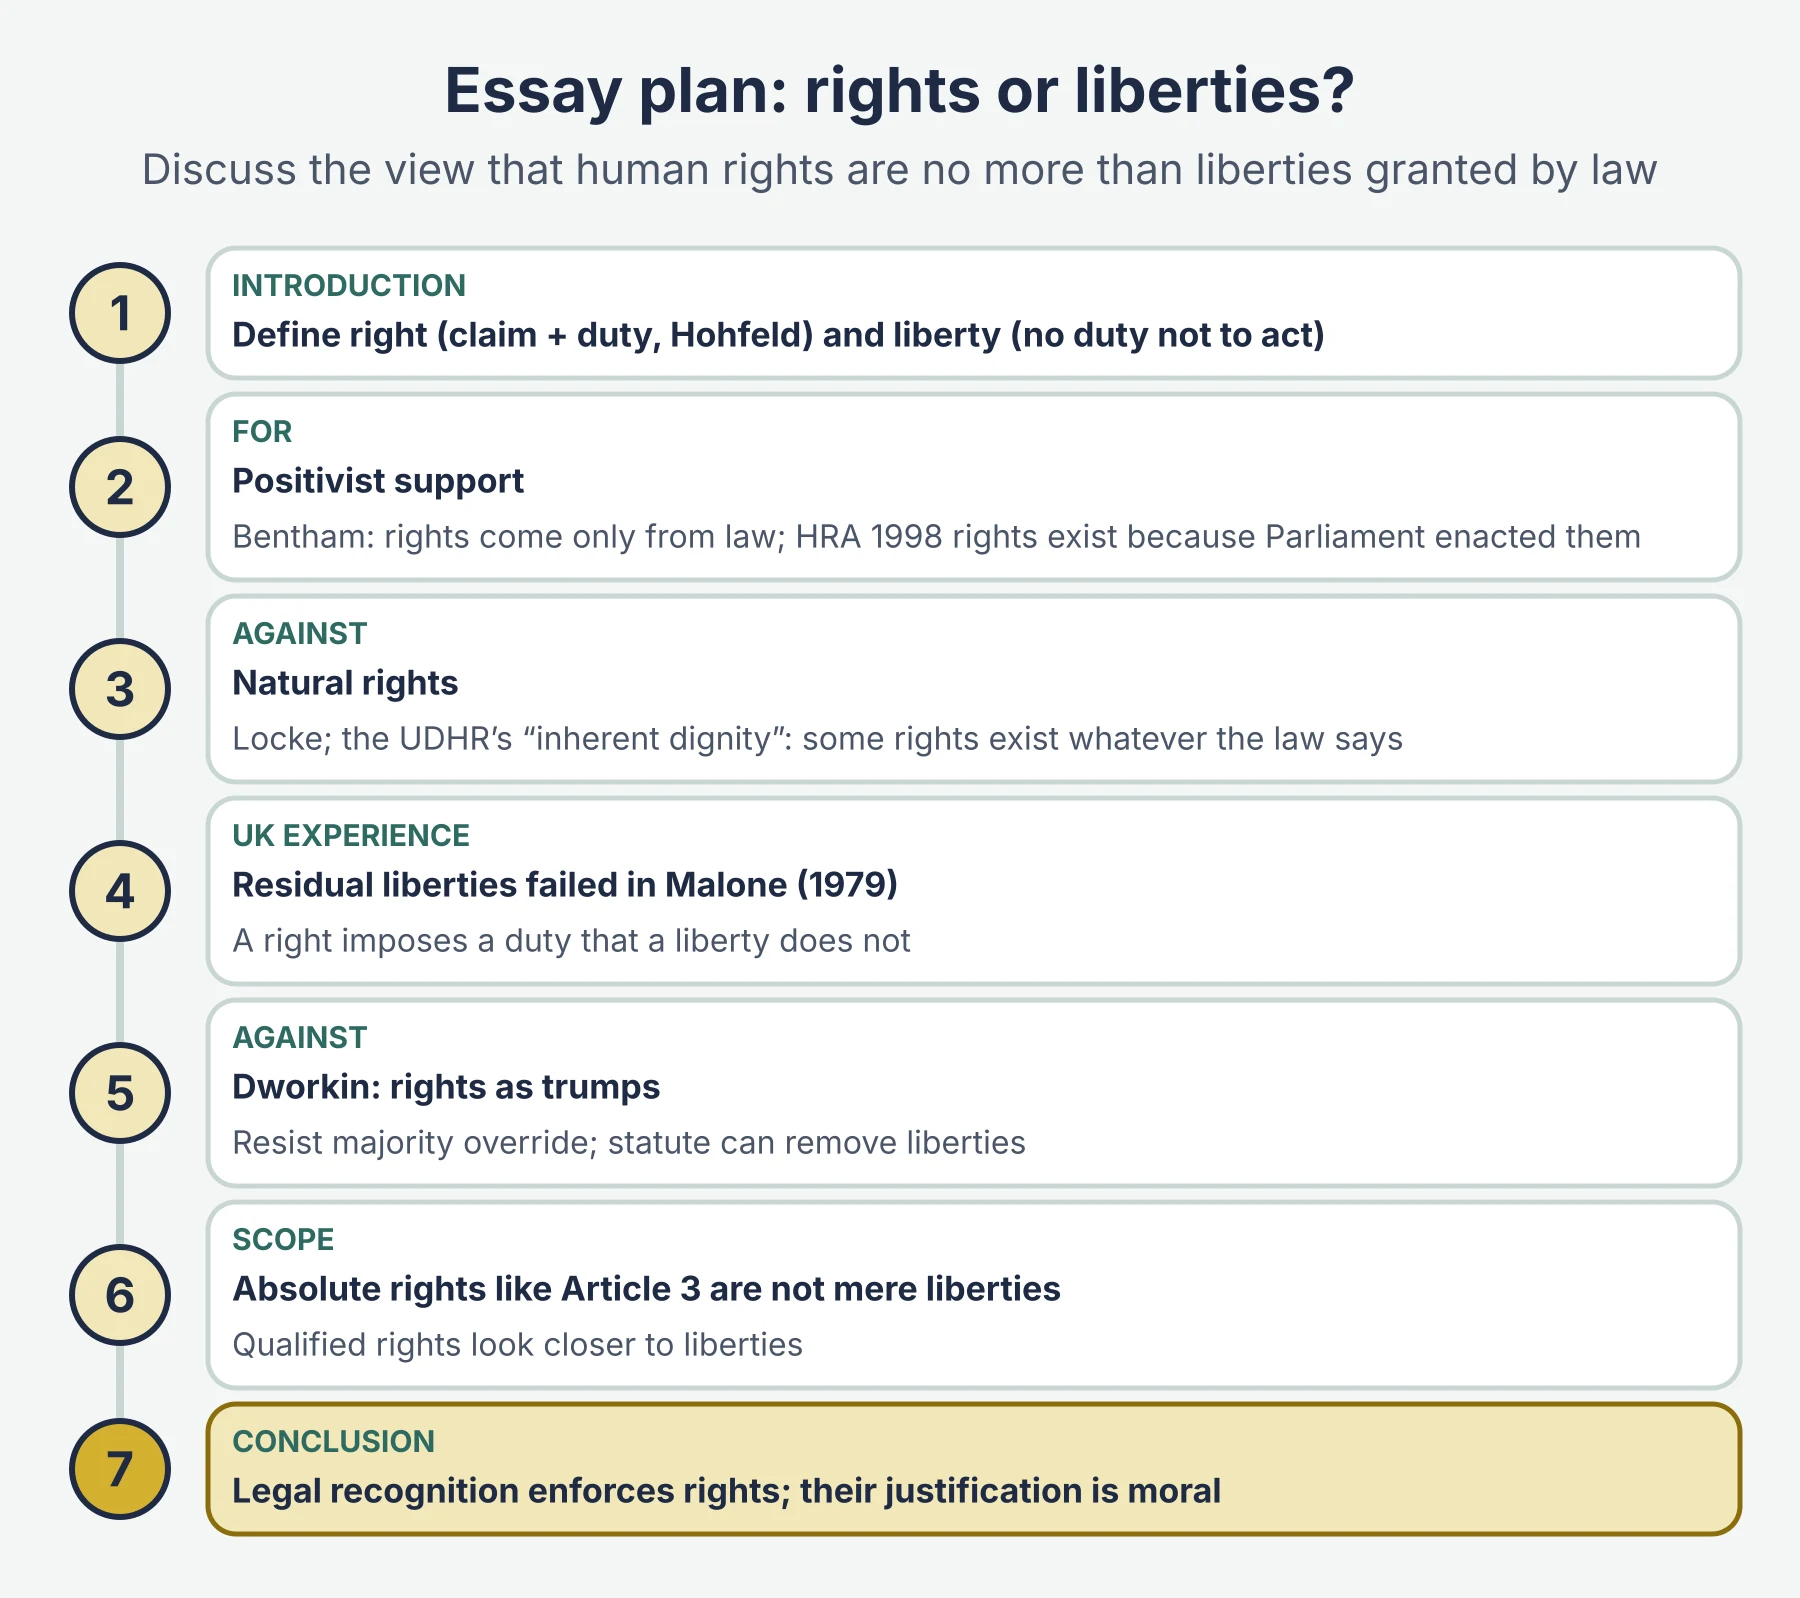 Essay plan: rights or liberties?
Discuss the view that human rights are no more than liberties granted by law
1
INTRODUCTION
Define right (claim + duty, Hohfeld) and liberty (no duty not to act)
2
FOR
Positivist support
Bentham: rights come only from law; HRA 1998 rights exist because Parliament enacted them
3
AGAINST
Natural rights
Locke; the UDHR’s “inherent dignity”: some rights exist whatever the law says
4
UK EXPERIENCE
Residual liberties failed in Malone (1979)
A right imposes a duty that a liberty does not
5
AGAINST
Dworkin: rights as trumps
Resist majority override; statute can remove liberties
6
SCOPE
Absolute rights like Article 3 are not mere liberties
Qualified rights look closer to liberties
7
CONCLUSION
Legal recognition enforces rights; their justification is moral